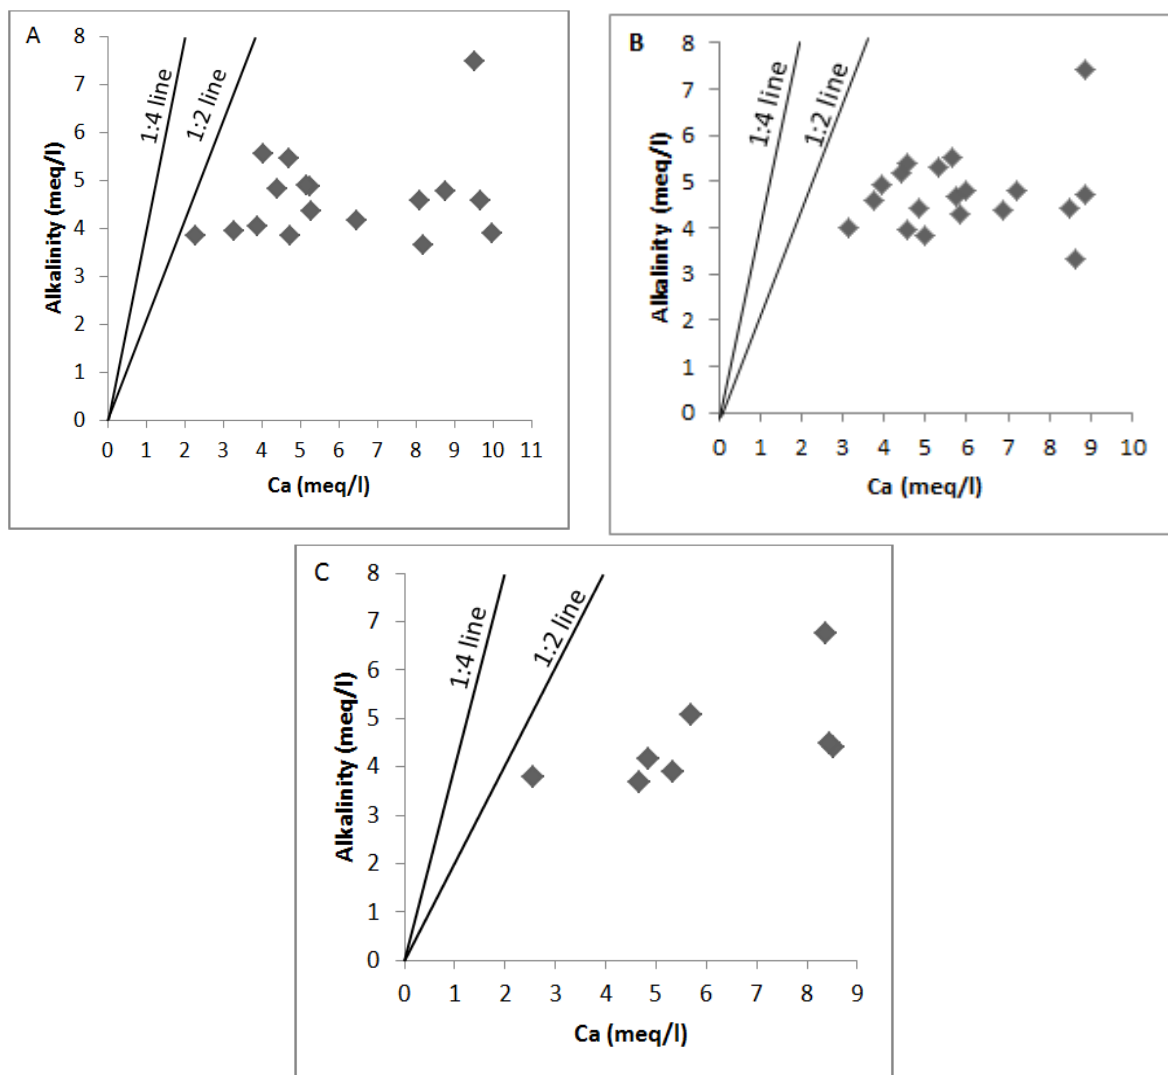 A
8
7
6
5
4
3
2
1
0
Alkalinity (meq/l)
1:4 line
1:2 line
0 1 2 3 4 5 6 7 8 9 10 11
Ca (meq/l)
B
8
7
6
5
4
3
2
1
0
Alkalinity (meq/l)
1:4 line
1:2 line
0 1 2 3 4 5 6 7 8 9 10
Ca (meq/l)
C
8
7
6
5
4
3
2
1
0
Alkalinity (meq/l)
1:4 line
1:2 line
0 1 2 3 4 5 6 7 8 9
Ca (meq/l)